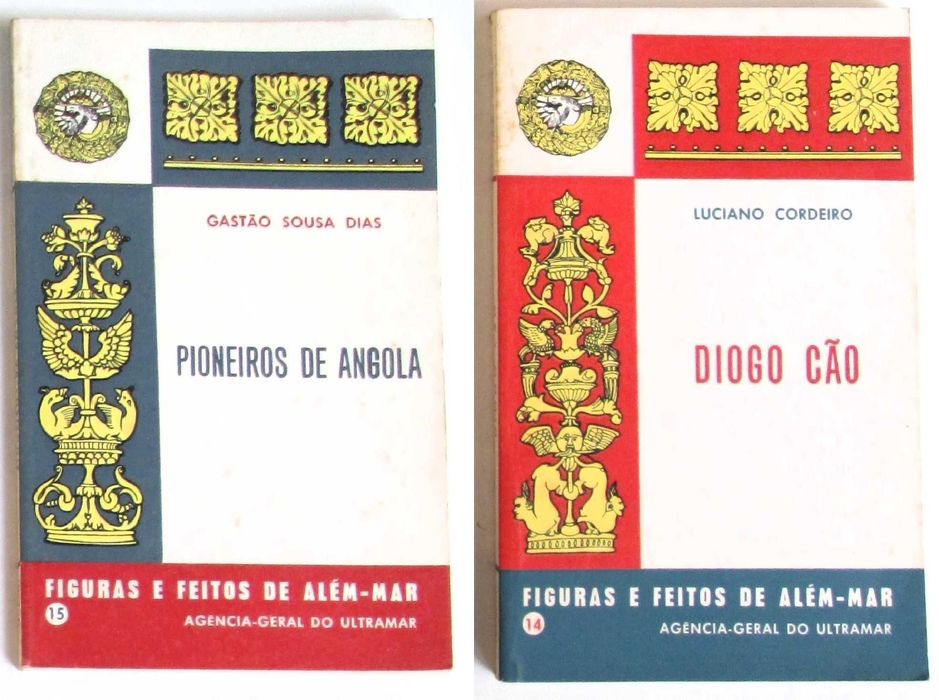 GASTÃO SOUSA DIAS
PIONEIROS DE ANGOLA
FIGURAS E FEITOS DE ALÉM-MAR
15
AGÊNCIA-GERAL DO ULTRAMAR
LUCIANO CORDEIRO
DIOGO CÃO
FIGURAS E FEITOS DE ALÉM-MAR
14
AGÊNCIA-GERAL DO ULTRAMAR